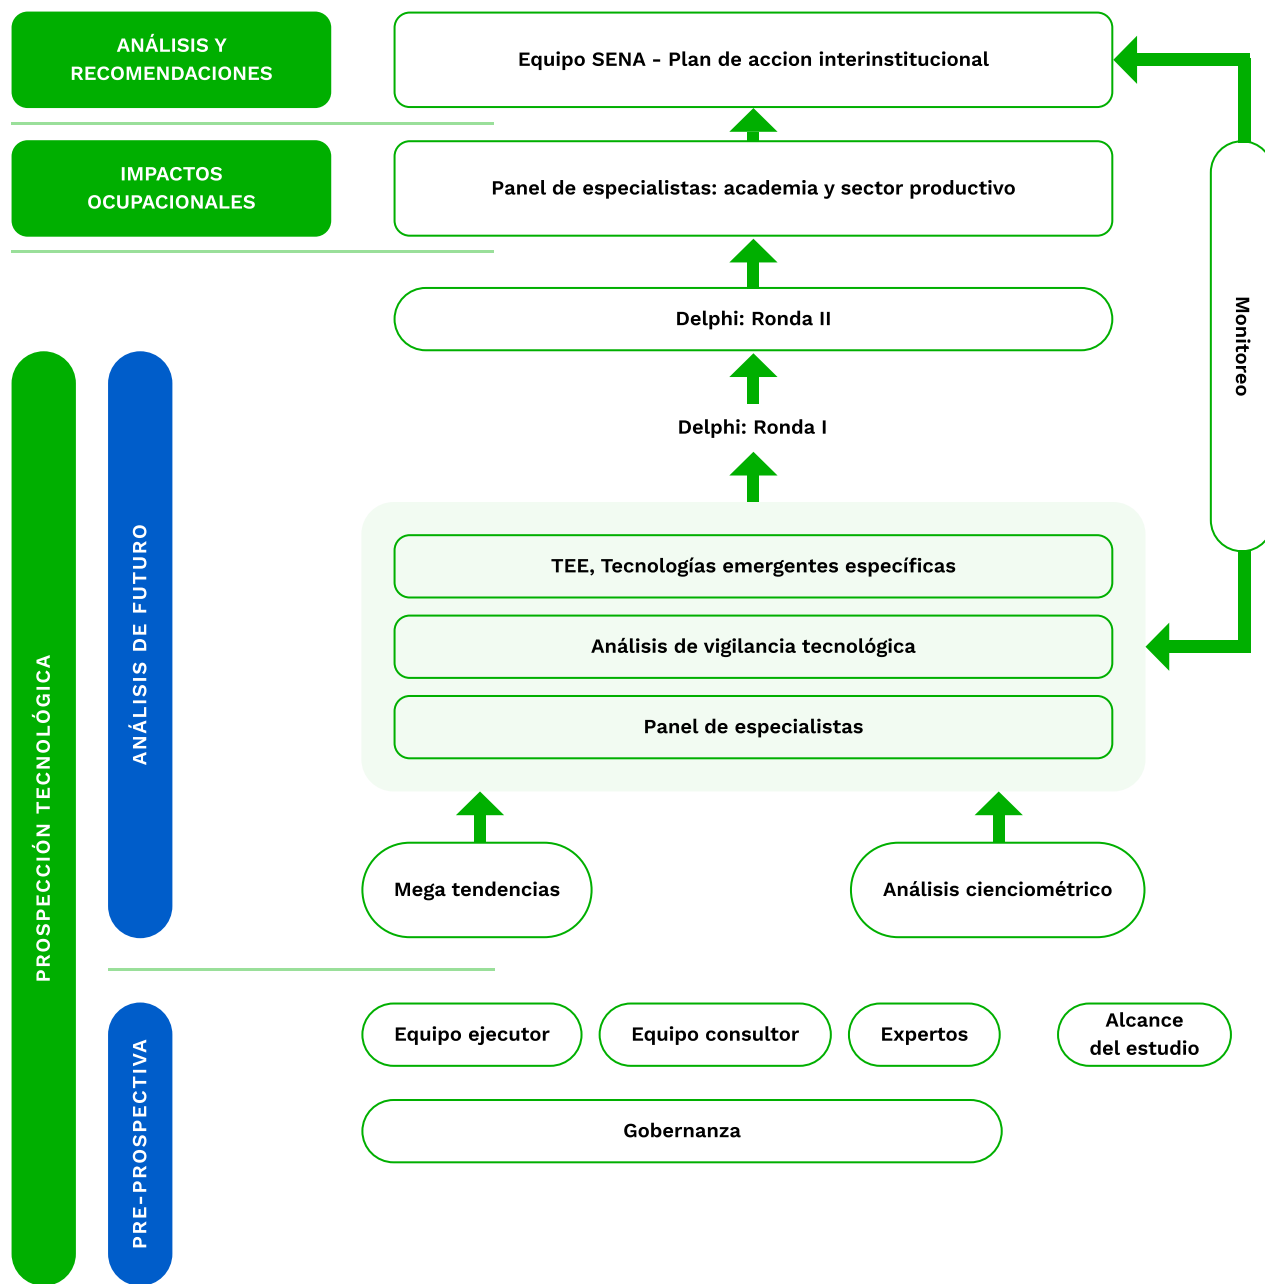 ANÁLISIS Y
RECOMENDACIONES
Equipo SENA - Plan de accion interinstitucional
IMPACTOS
OCUPACIONALES
Panel de especialistas: academia y sector productivo
Monitoreo
Delphi: Ronda II
Delphi: Ronda I
PROSPECCIÓN TECNOLÓGICA
ANÁLISIS DE FUTURO
TEE, Tecnologías emergentes específicas
Análisis de vigilancia tecnológica
Panel de especialistas
Mega tendencias
Análisis cienciométrico
PRE-PROSPECTIVA
Equipo ejecutor
Equipo consultor
Expertos
Alcance
del estudio
Gobernanza